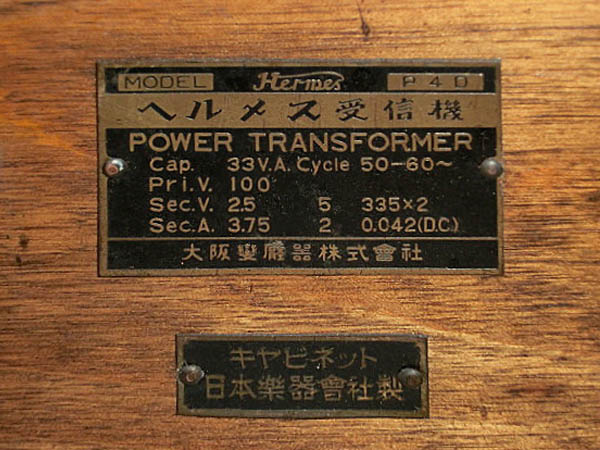 MODEL Hermes P4D
ヘルメス受信機
POWER TRANSFORMER
Cap. 33V.A. Cycle 50-60~
Pri.V. 100
Sec.V. 2.5 5 335×2
Sec.A. 3.75 2 0.042(D.C)
大阪變壓器株式會社
キャビネット
日本樂器會社製